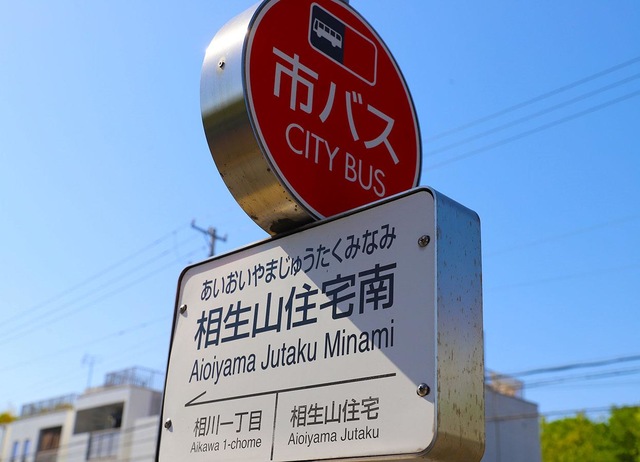 市バス
CITY BUS
あいおいやまじゅうたくみなみ
相生山住宅南
Aioiyama Jutaku Minami
相川一丁目
Aikawa 1-chome
相生山住宅
Aioiyama Jutaku